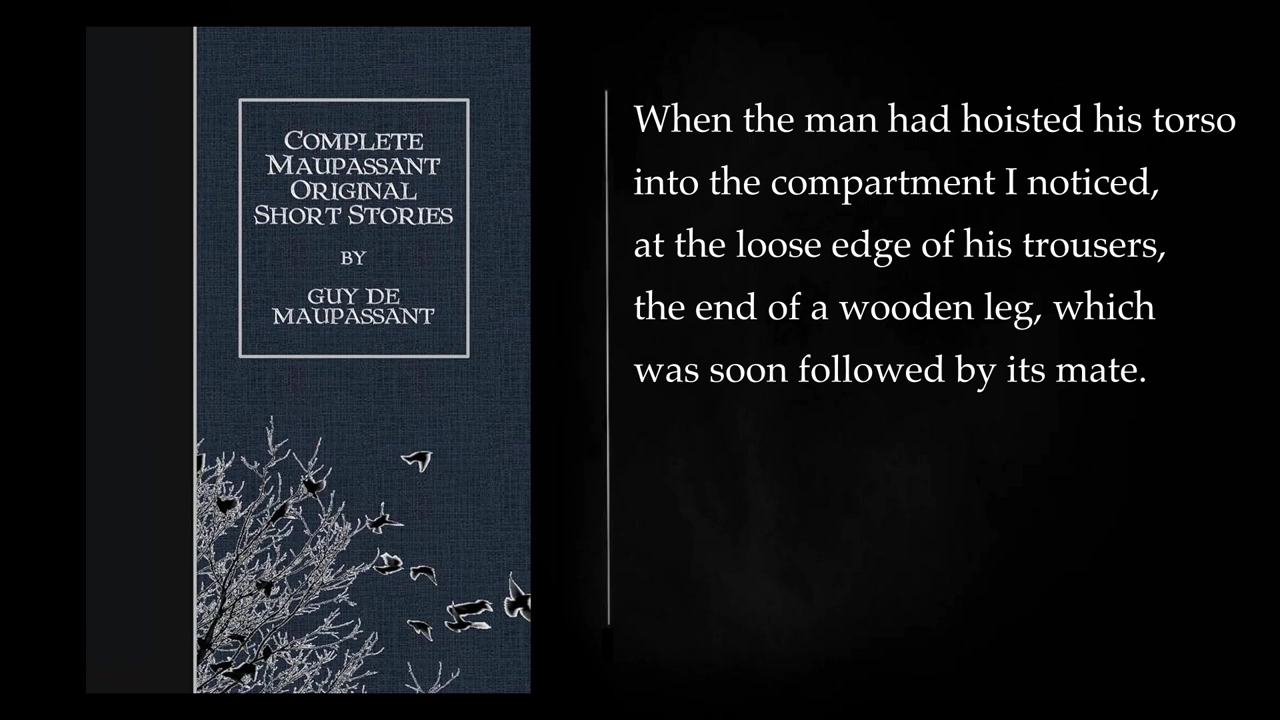 COMPLETE
MAUPASSANT
ORIGINAL
SHORT STORIES
BY
GUY DE
MAUPASSANT
When the man had hoisted his torso
into the compartment I noticed,
at the loose edge of his trousers,
the end of a wooden leg, which
was soon followed by its mate.